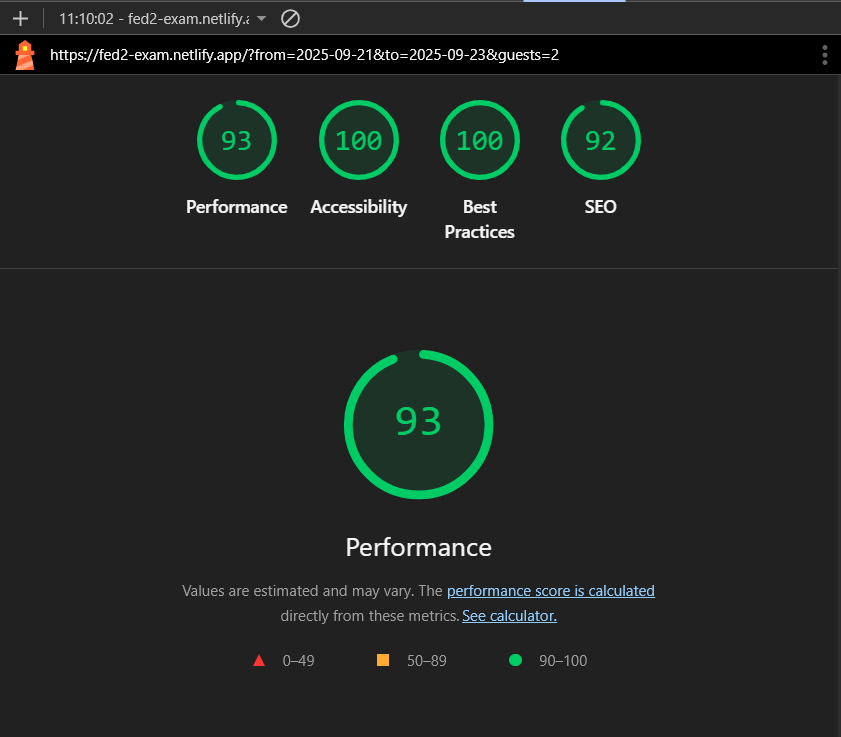 11:10:02 - fed2-exam.netlify.a
https://fed2-exam.netlify.app/?from=2025-09-21&to=2025-09-23&guests=2
93 100 100 92
Performance Accessibility Best Practices SEO
93
Performance
Values are estimated and may vary. The performance score is calculated
directly from these metrics. See calculator.
0–49 50–89 90–100